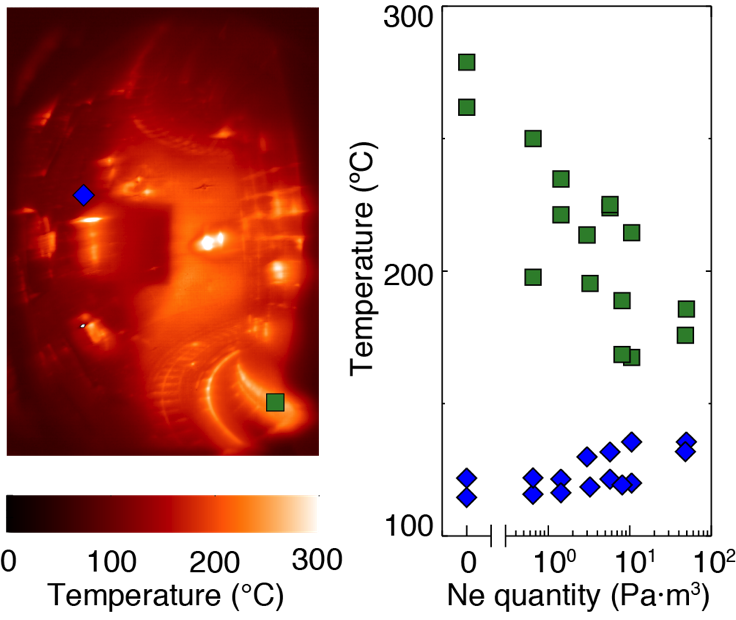 0 100 200 300
Temperature (°C)
300
200
100
Temperature (°C)
0 10⁰ 10¹ 10²
Ne quantity (Pa·m³)